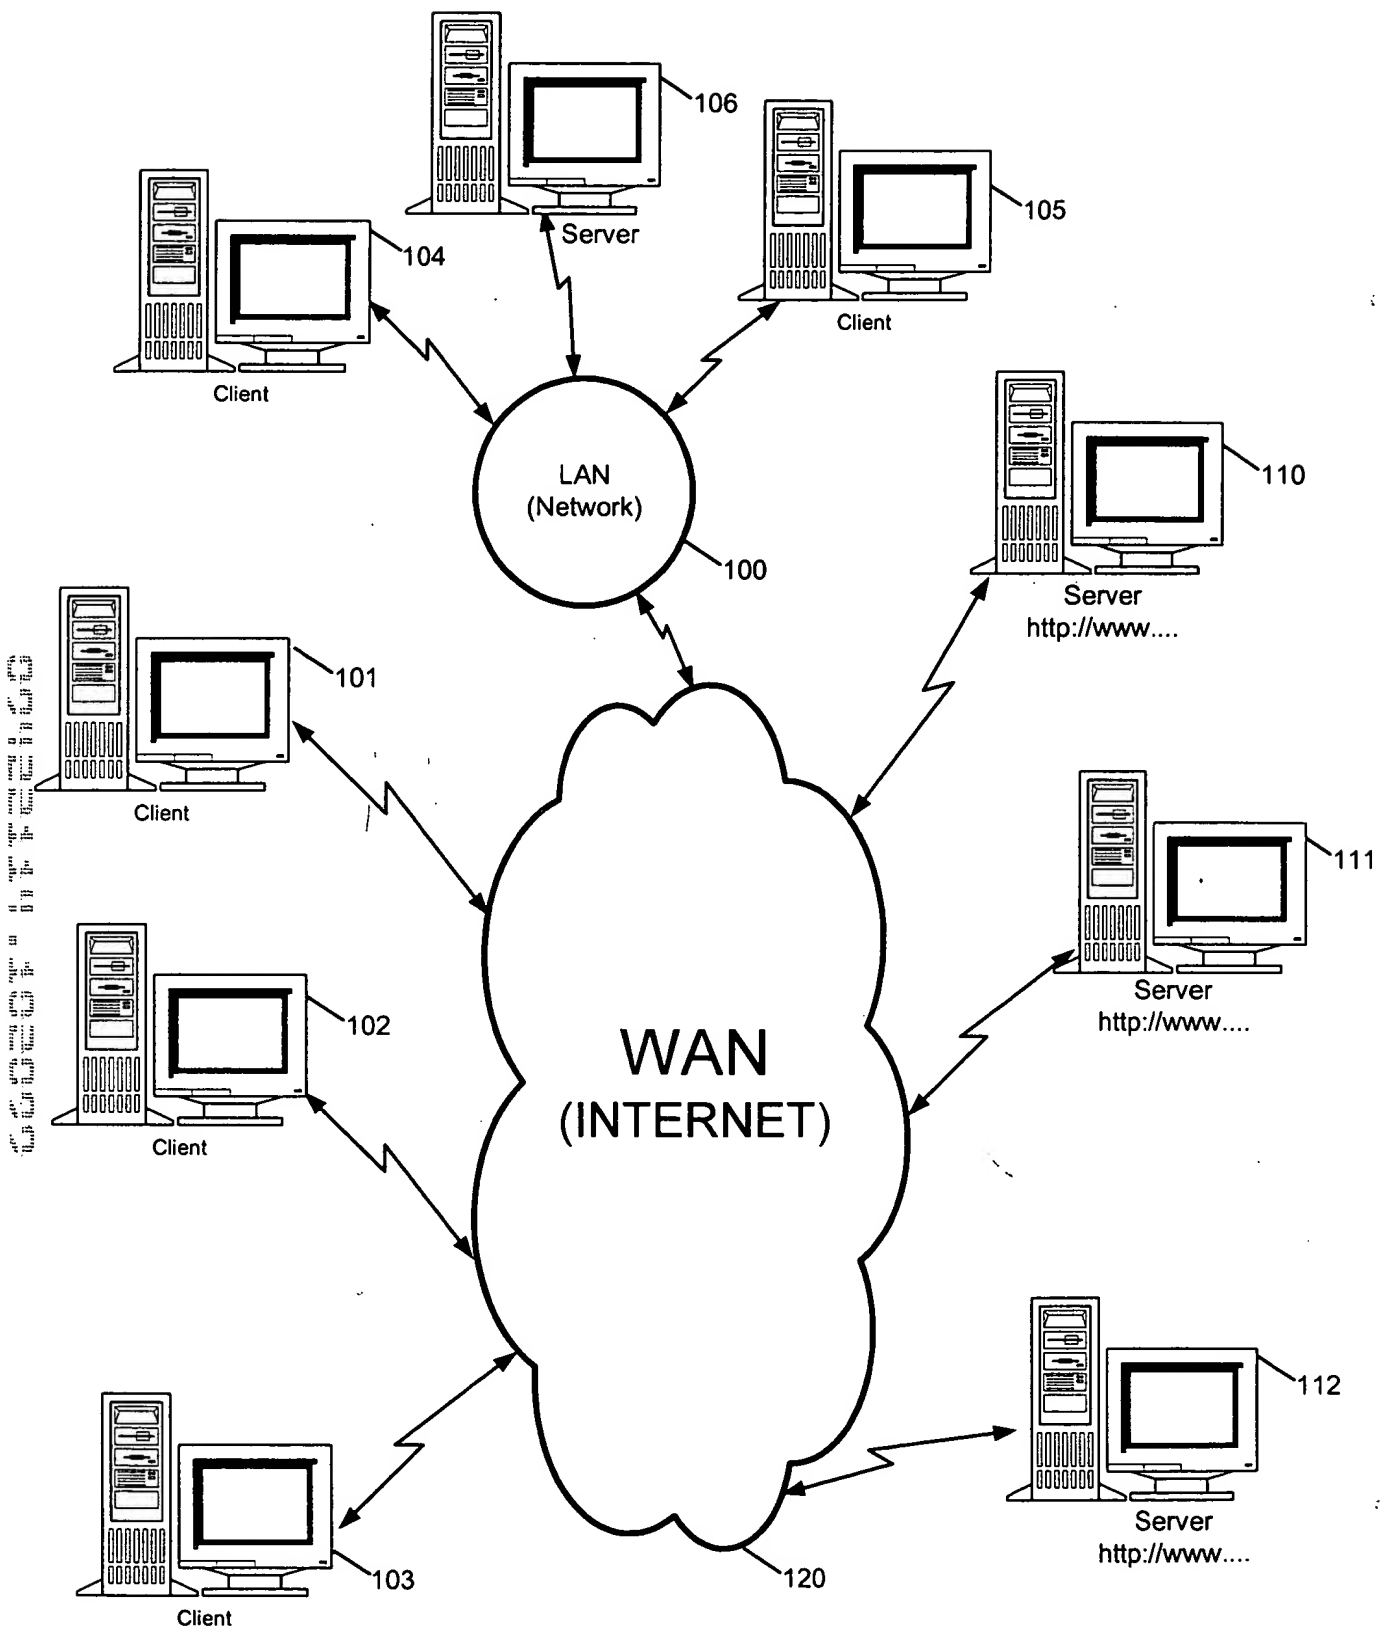 106
Server
105
Client
104
Client
LAN
(Network)
100
110
Server
http://www....
101
Client
111
Server
http://www....
102
Client
WAN
(INTERNET)
112
Server
http://www....
103
Client
120